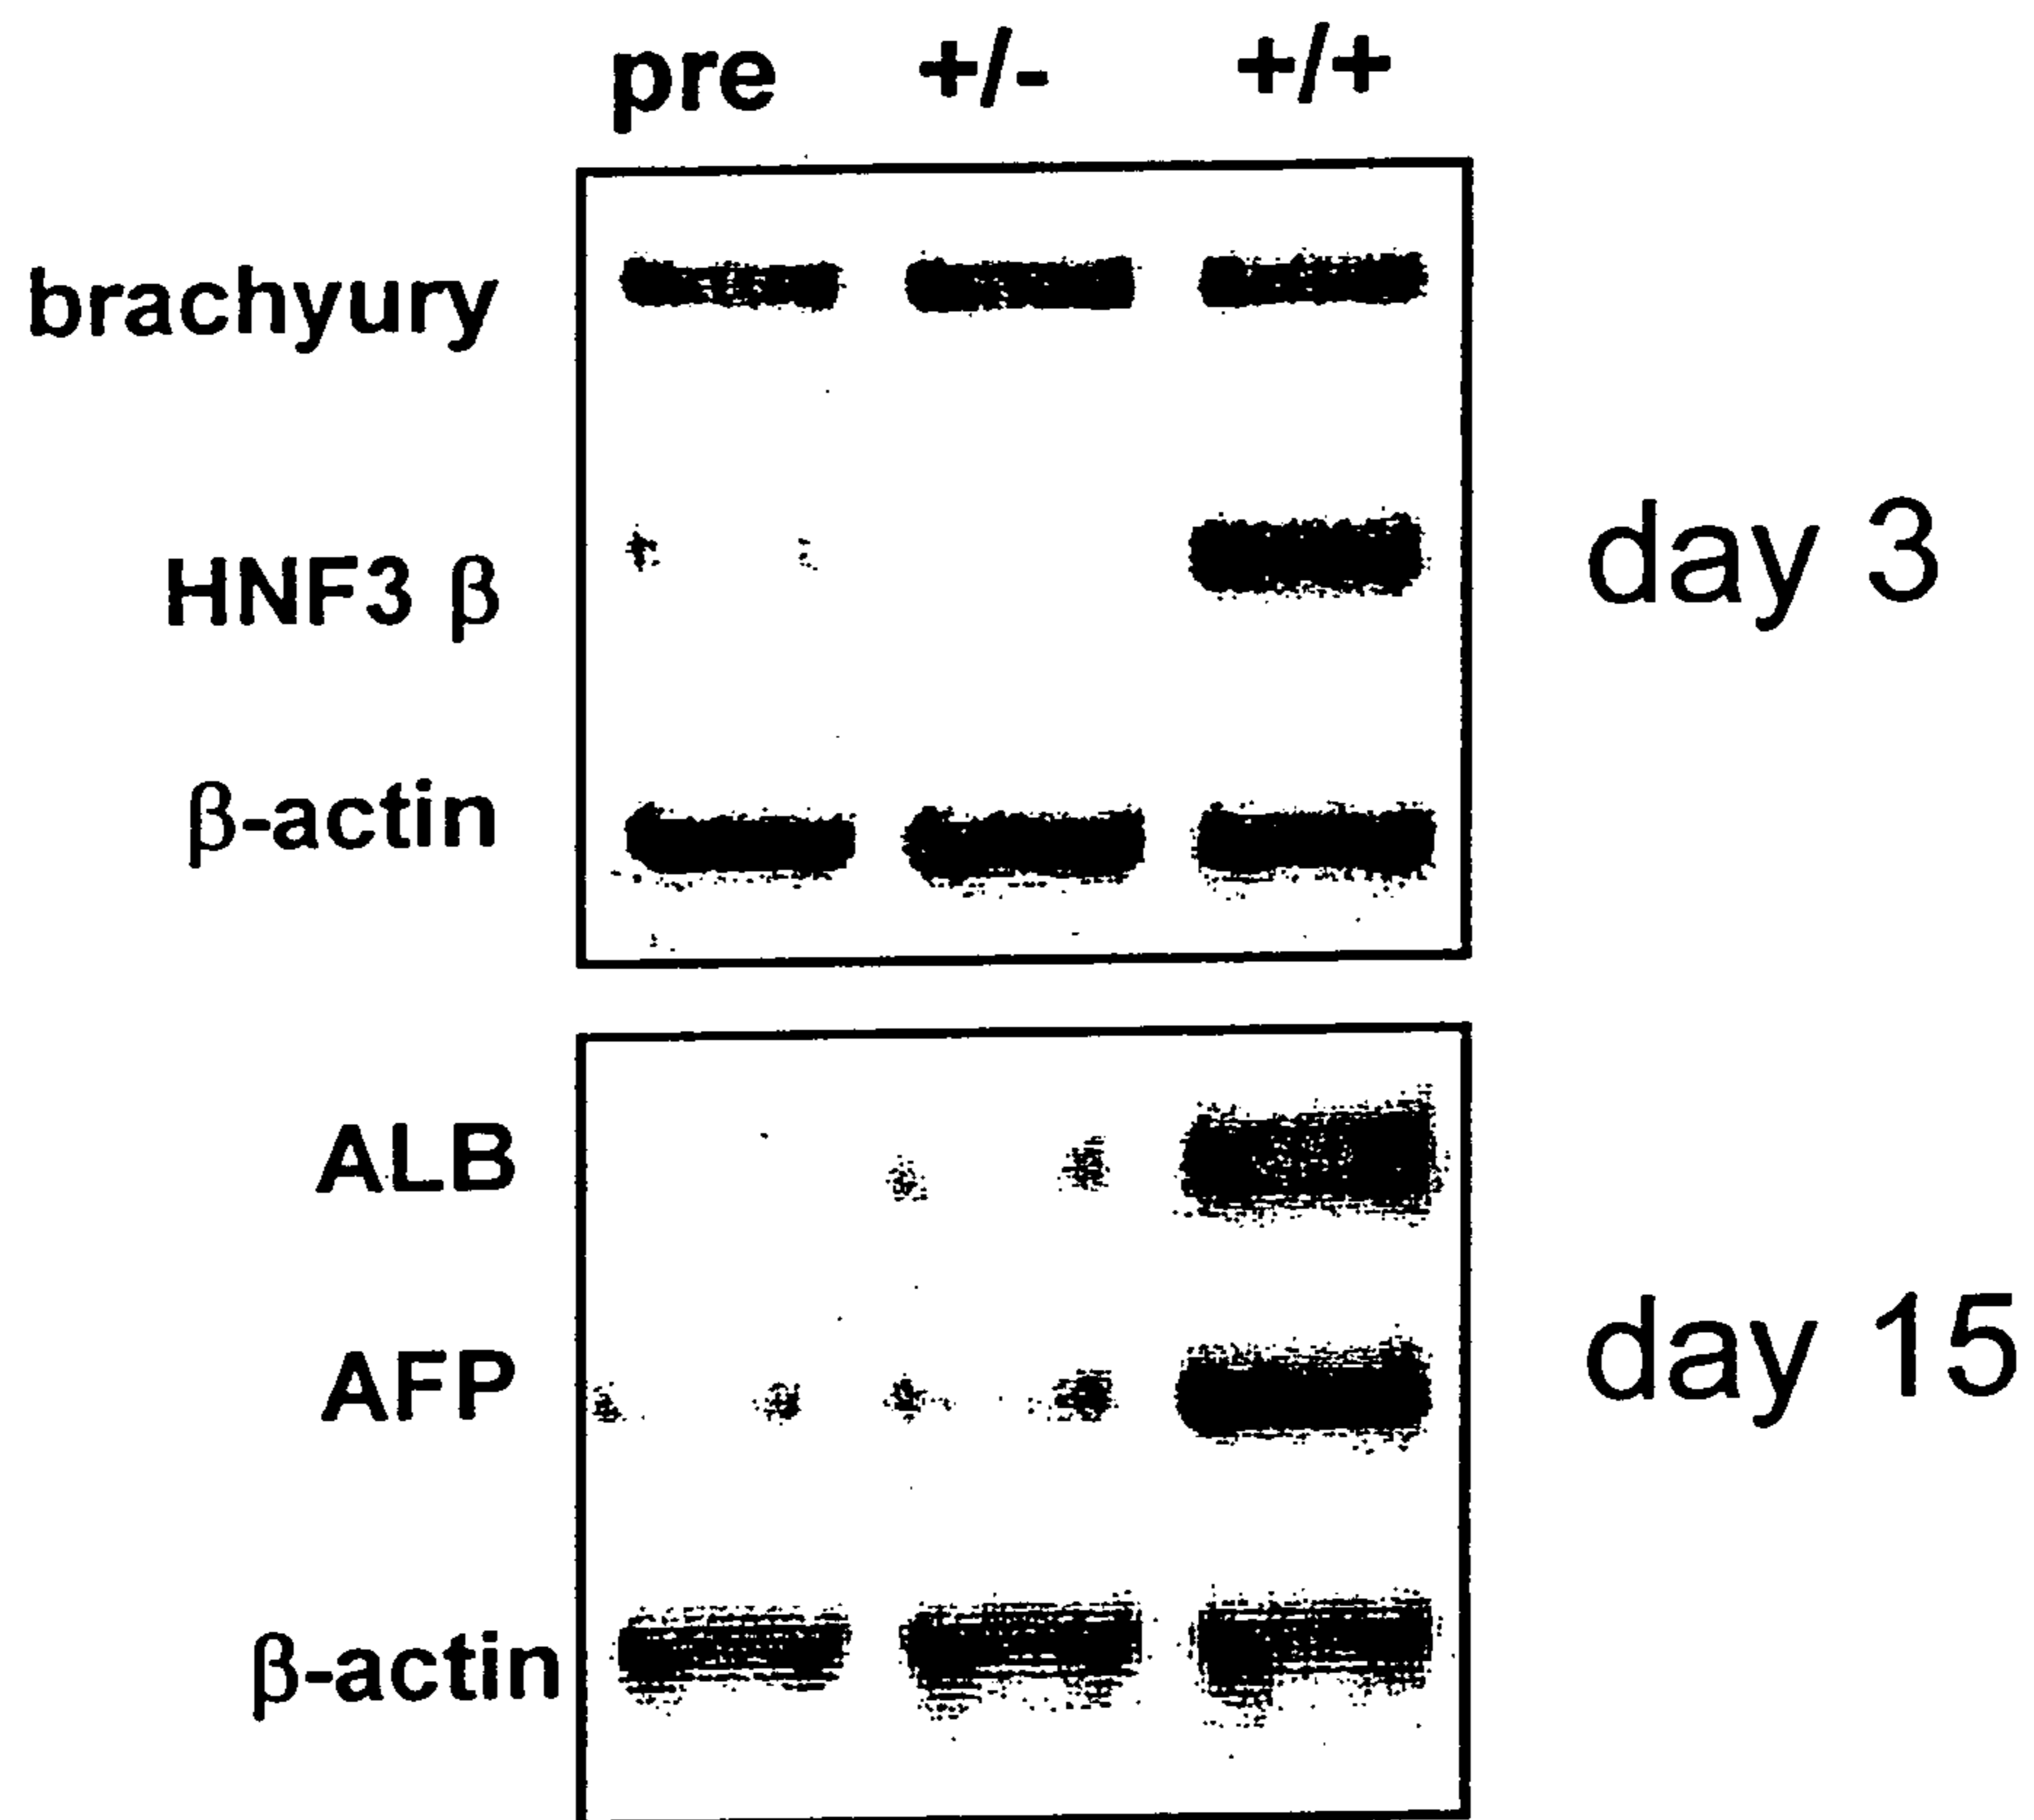 pre +/- +/+
brachyury
HNF3 β
β-actin
day 3
ALB
AFP
β-actin
day 15